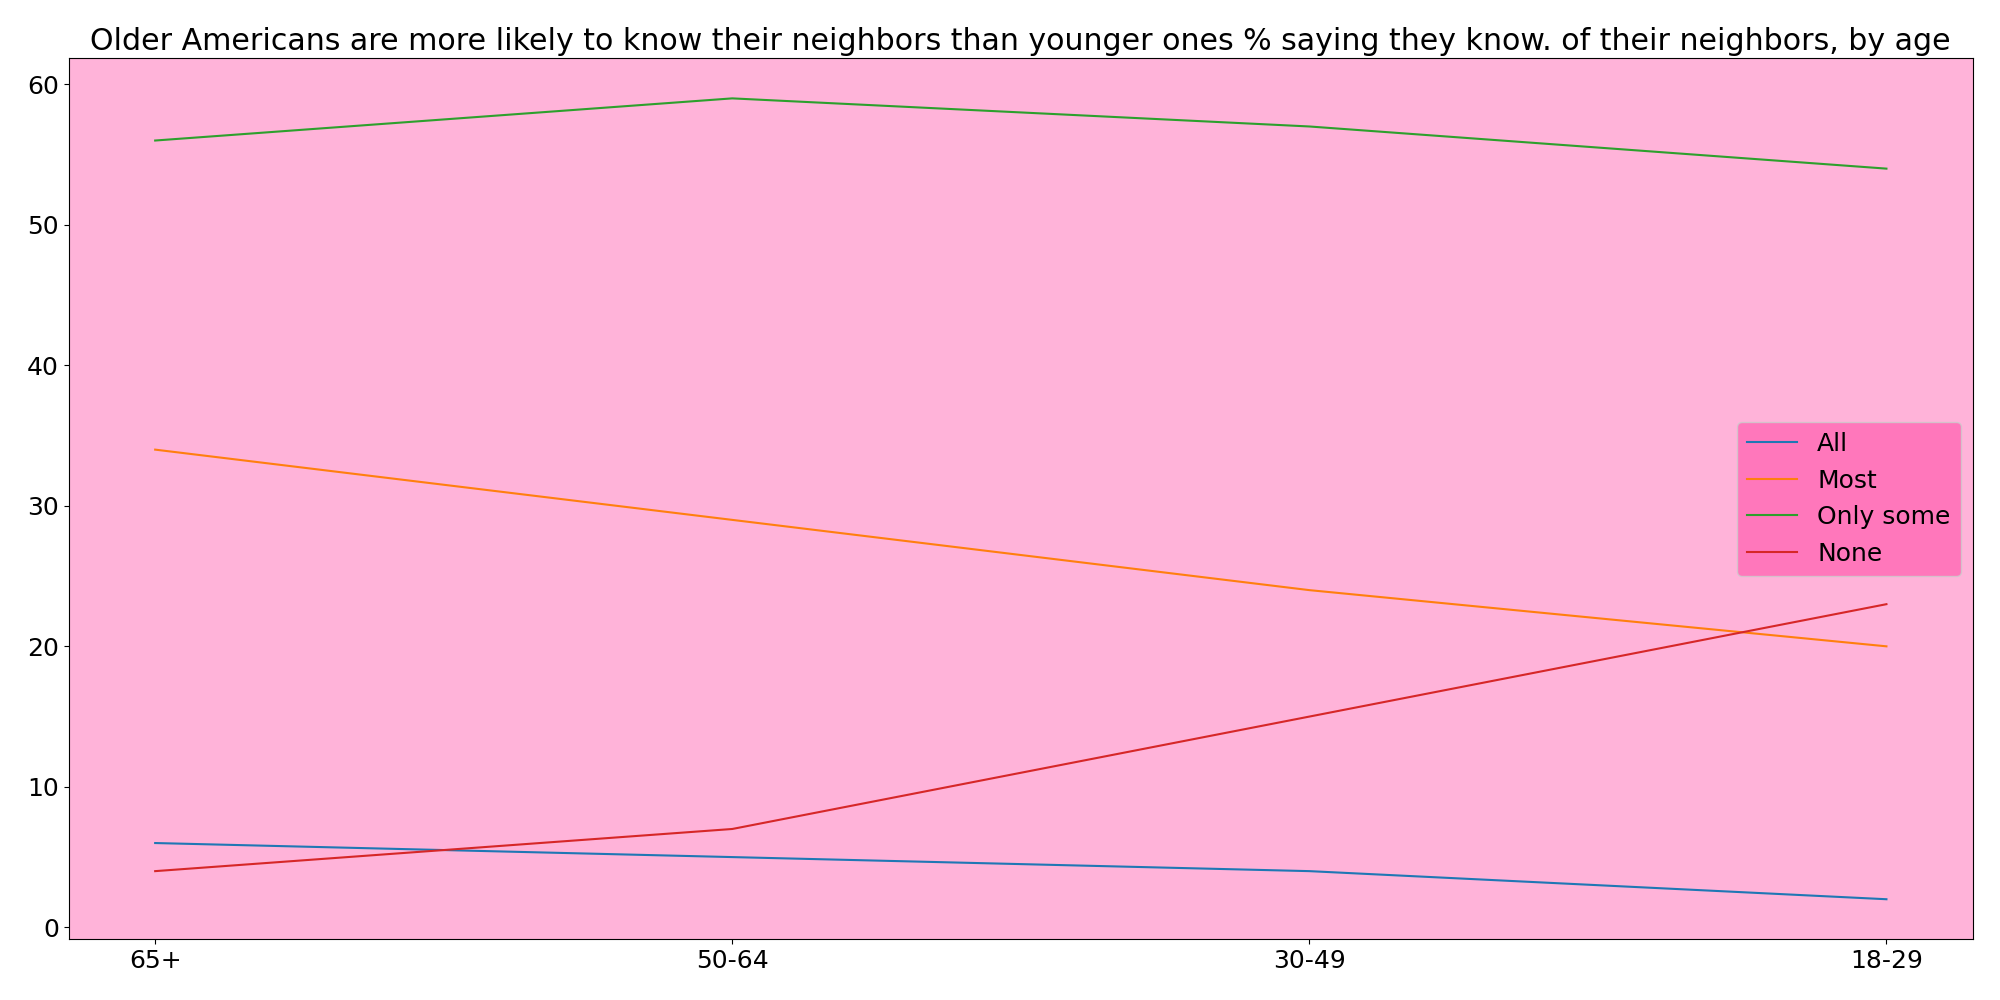 Older Americans are more likely to know their neighbors than younger ones % saying they know. of their neighbors, by age
60
50
40
30
20
10
0
All
Most
Only some
None
65+ 50-64 30-49 18-29